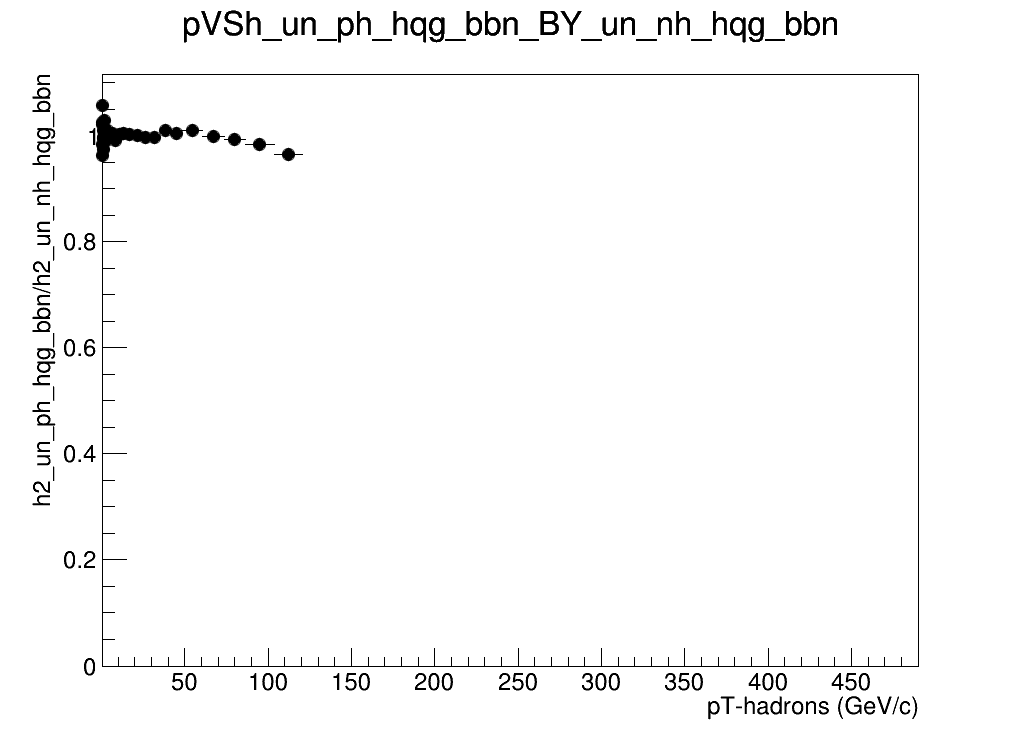 pVSh_un_ph_hqg_bbn_BY_un_nh_hqg_bbn
h2_un_ph_hqg_bbn/h2_un_nh_hqg_bbn
1
0.8
0.6
0.4
0.2
0
50 100 150 200 250 300 350 400 450
pT-hadrons (GeV/c)